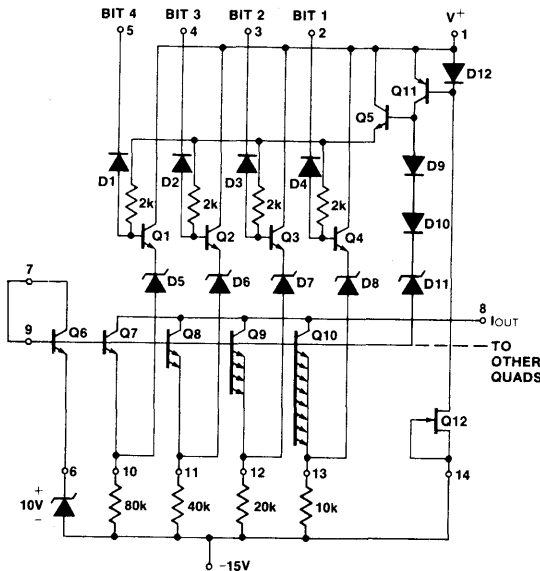 BIT 4 BIT 3 BIT 2 BIT 1 V+
5 4 3 2 1
D12
Q11
Q5
D9
D1 D2 D3 D4
2k 2k 2k 2k
D10
Q1 Q2 Q3 Q4
D5 D6 D7 D8 D11
7
8
IOUT
9 Q6 Q7 Q8 Q9 Q10
TO
OTHER
QUADS
Q12
6 10 11 12 13 14
+
10V
−
80k 40k 20k 10k
−15V